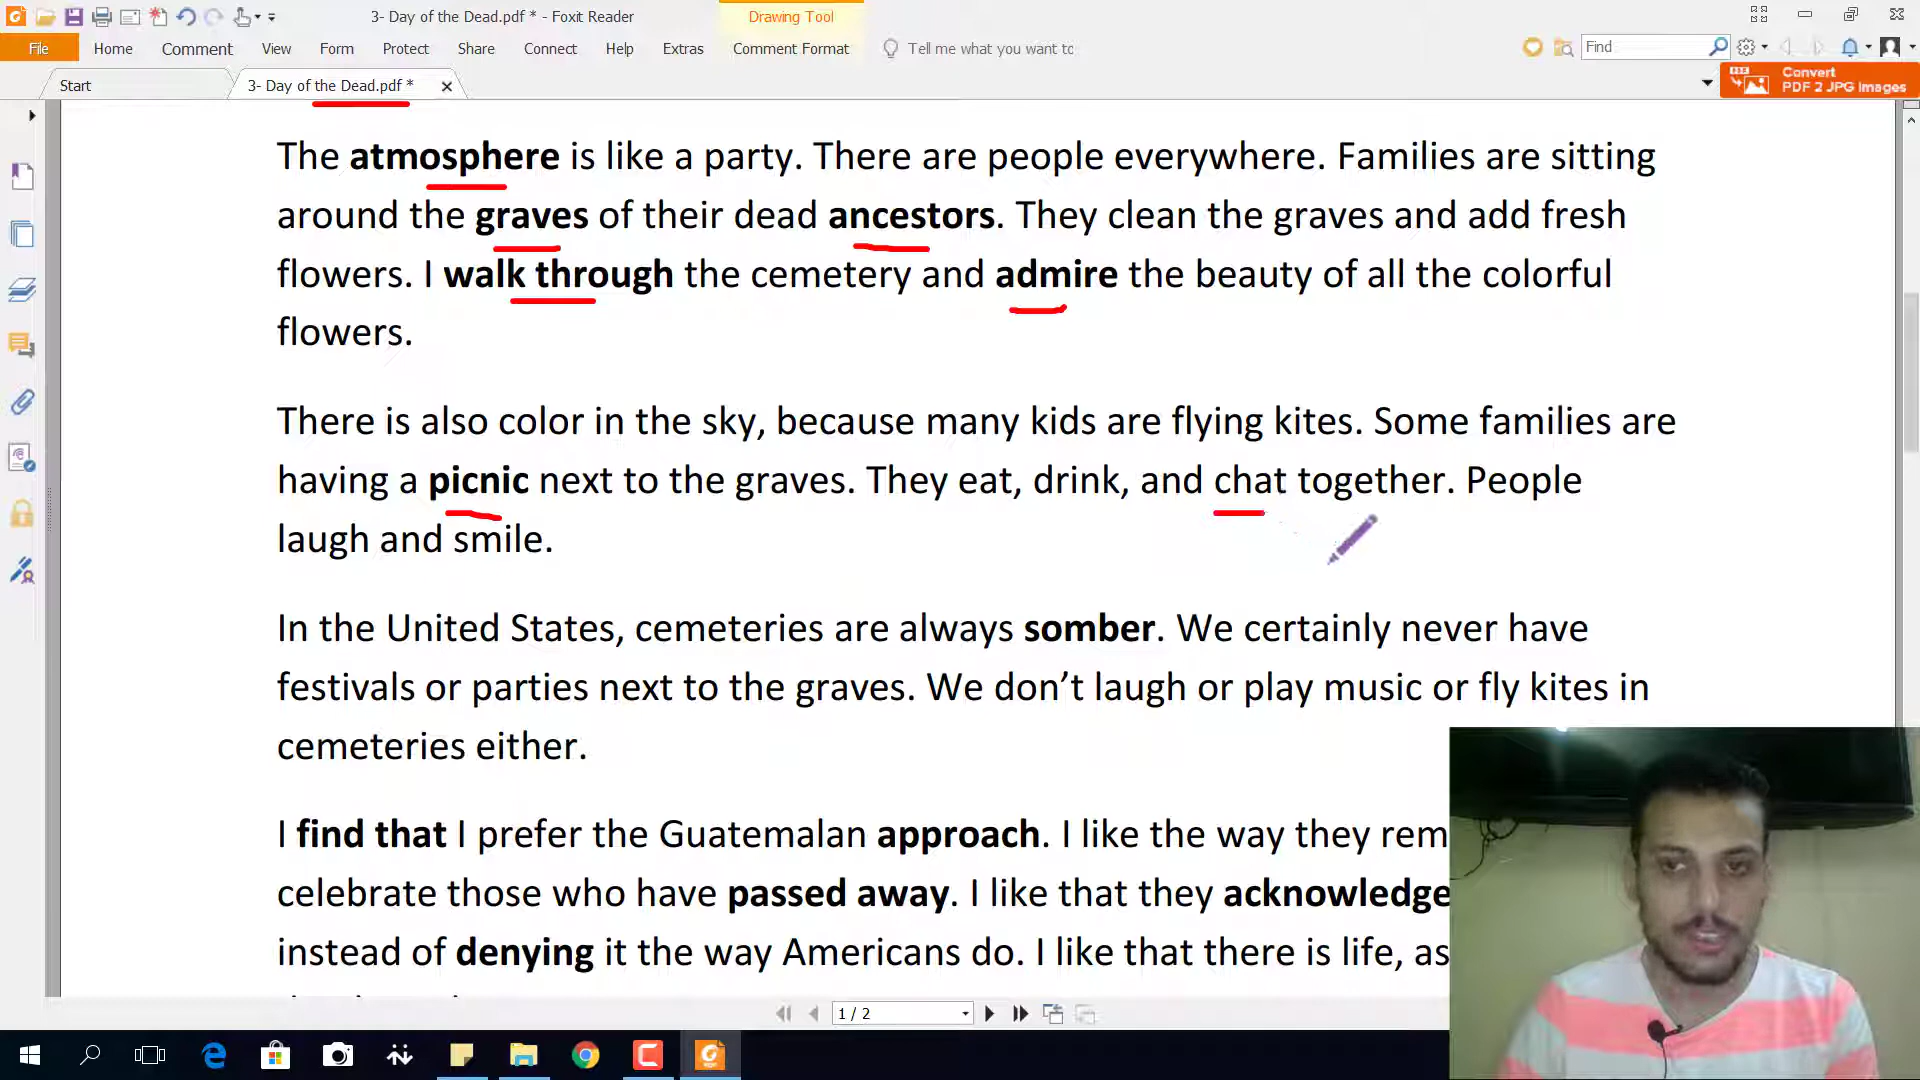 3- Day of the Dead.pdf * - Foxit Reader
Drawing Tool
File Home Comment View Form Protect Share Connect Help Extras Comment Format Tell me what you want to Find
Start
3- Day of the Dead.pdf *
Convert
PDF 2 JPG Images
The atmosphere is like a party. There are people everywhere. Families are sitting
around the graves of their dead ancestors. They clean the graves and add fresh
flowers. I walk through the cemetery and admire the beauty of all the colorful
flowers.
There is also color in the sky, because many kids are flying kites. Some families are
having a picnic next to the graves. They eat, drink, and chat together. People
laugh and smile.
In the United States, cemeteries are always somber. We certainly never have
festivals or parties next to the graves. We don’t laugh or play music or fly kites in
cemeteries either.
I find that I prefer the Guatemalan approach. I like the way they rem
celebrate those who have passed away. I like that they acknowledge
instead of denying it the way Americans do. I like that there is life, as
1 / 2